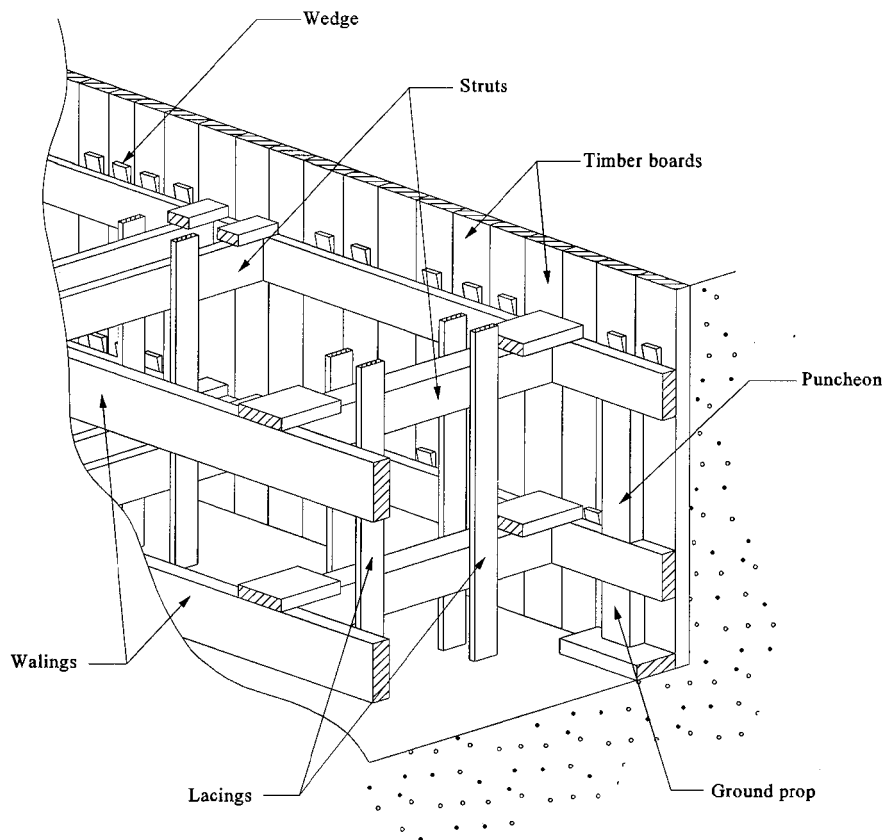 Wedge
Struts
Timber boards
Puncheon
Walings
Lacings
Ground prop